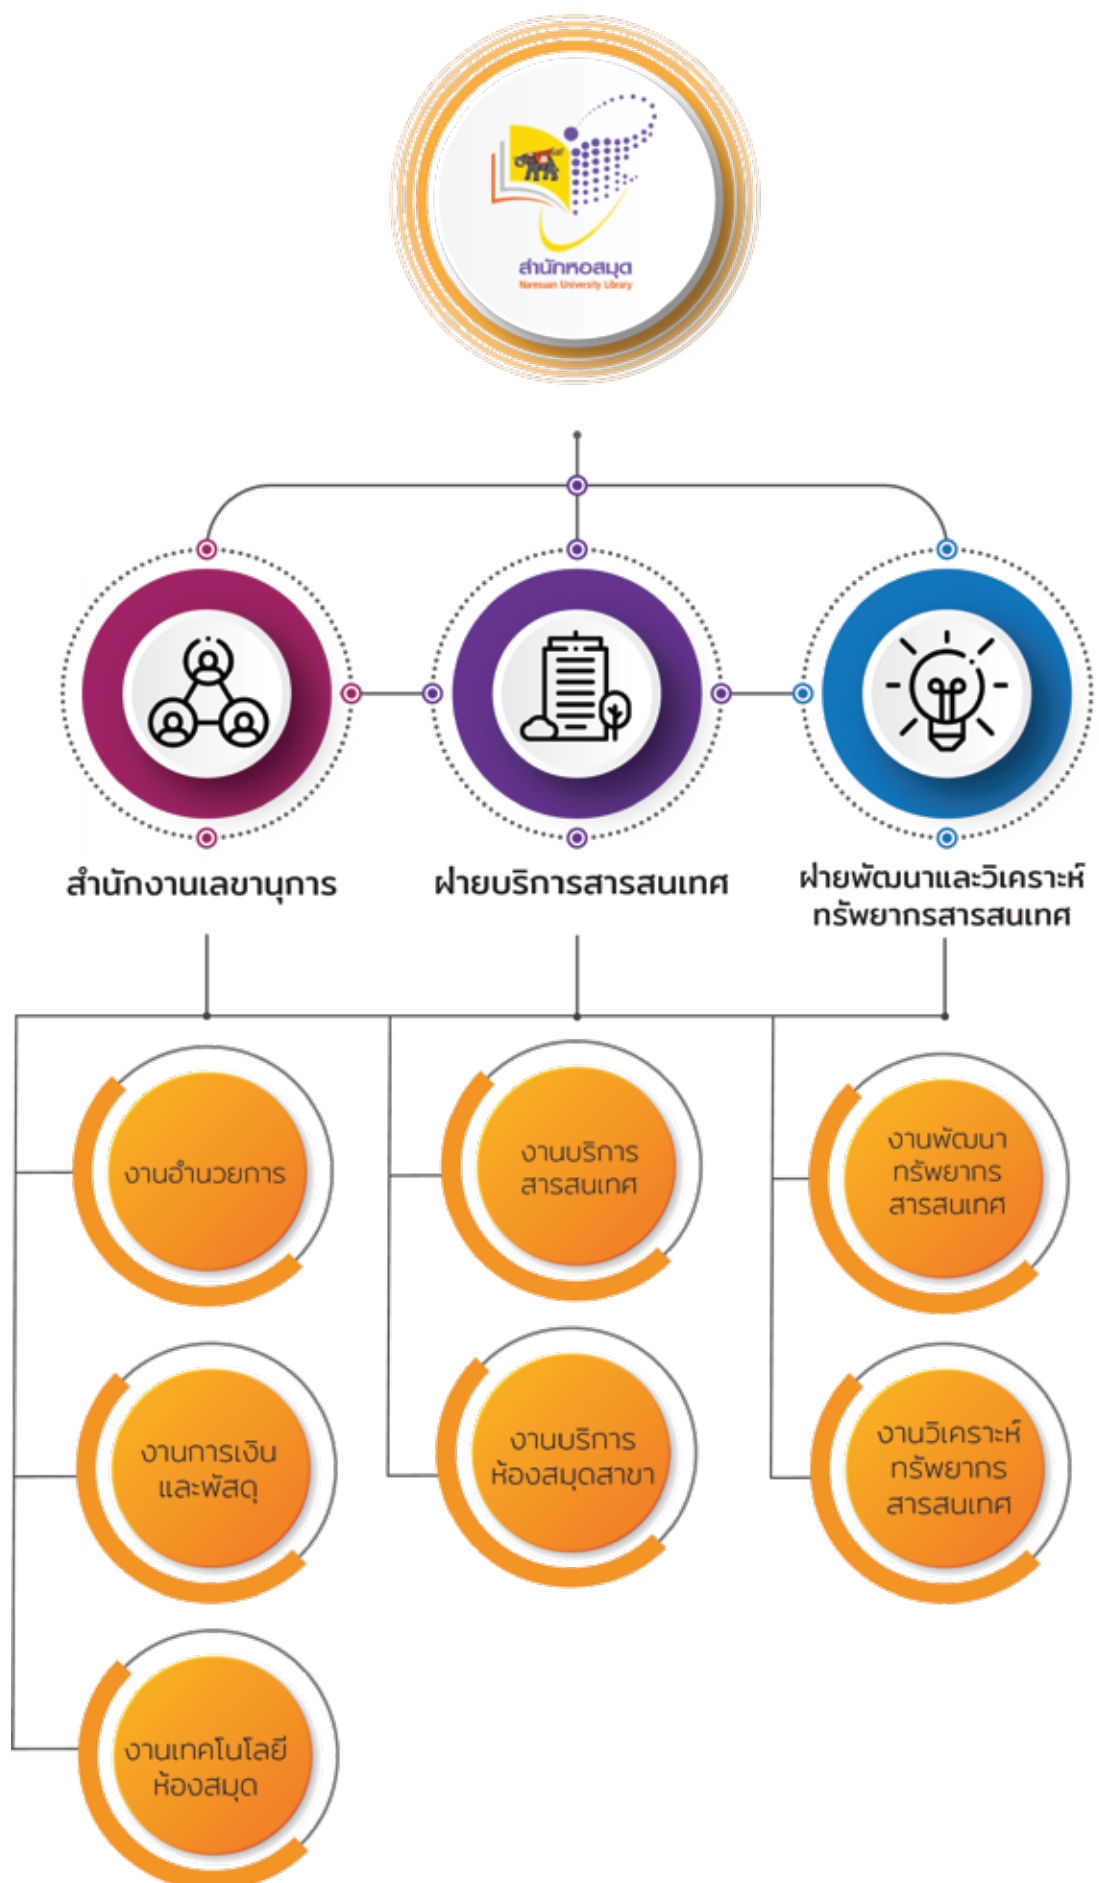 สำนักหอสมุด
Naresuan University Library
สำนักงานเลขานุการ
ฝ่ายบริการสารสนเทศ
ฝ่ายพัฒนาและวิเคราะห์
ทรัพยากรสารสนเทศ
งานอำนวยการ
งานบริการ
สารสนเทศ
งานพัฒนา
ทรัพยากร
สารสนเทศ
งานการเงิน
และพัสดุ
งานบริการ
ห้องสมุดสาขา
งานวิเคราะห์
ทรัพยากร
สารสนเทศ
งานเทคโนโลยี
ห้องสมุด